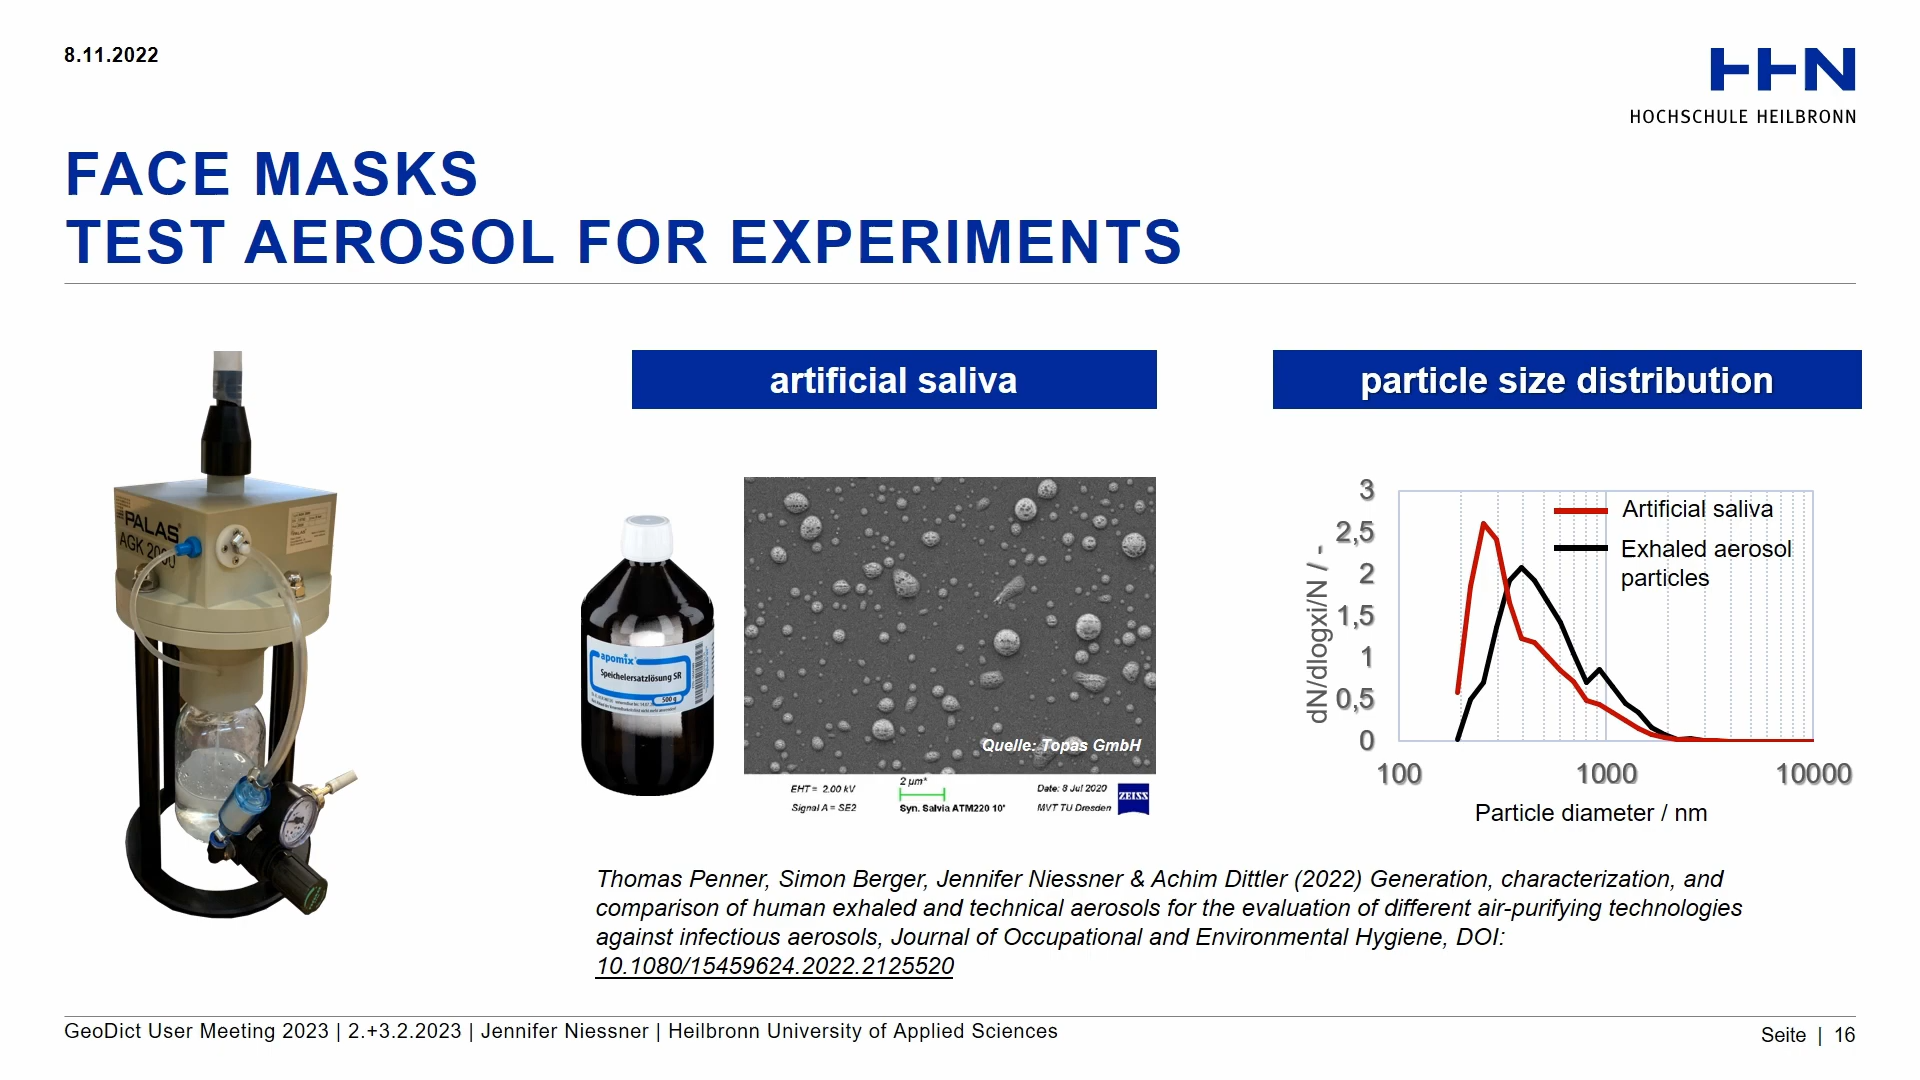 8.11.2022
HHN
HOCHSCHULE HEILBRONN
FACE MASKS
TEST AEROSOL FOR EXPERIMENTS
artificial saliva
particle size distribution
PALAS
AGK 2000
apomix
Speichelersatzlösung SR
500 g
Quelle: Topas GmbH
EHT = 2.00 kV
Signal A = SE2
2 µm*
Syn. Salvia ATM220 10'
Date: 8 Jul 2020
MVT TU Dresden
ZEISS
dN/dlogxi/N / -
3
2,5
2
1,5
1
0,5
0
Artificial saliva
Exhaled aerosol
particles
100
1000
10000
Particle diameter / nm
Thomas Penner, Simon Berger, Jennifer Niessner & Achim Dittler (2022) Generation, characterization, and
comparison of human exhaled and technical aerosols for the evaluation of different air-purifying technologies
against infectious aerosols, Journal of Occupational and Environmental Hygiene, DOI:
10.1080/15459624.2022.2125520
GeoDict User Meeting 2023 | 2.+3.2.2023 | Jennifer Niessner | Heilbronn University of Applied Sciences
Seite | 16